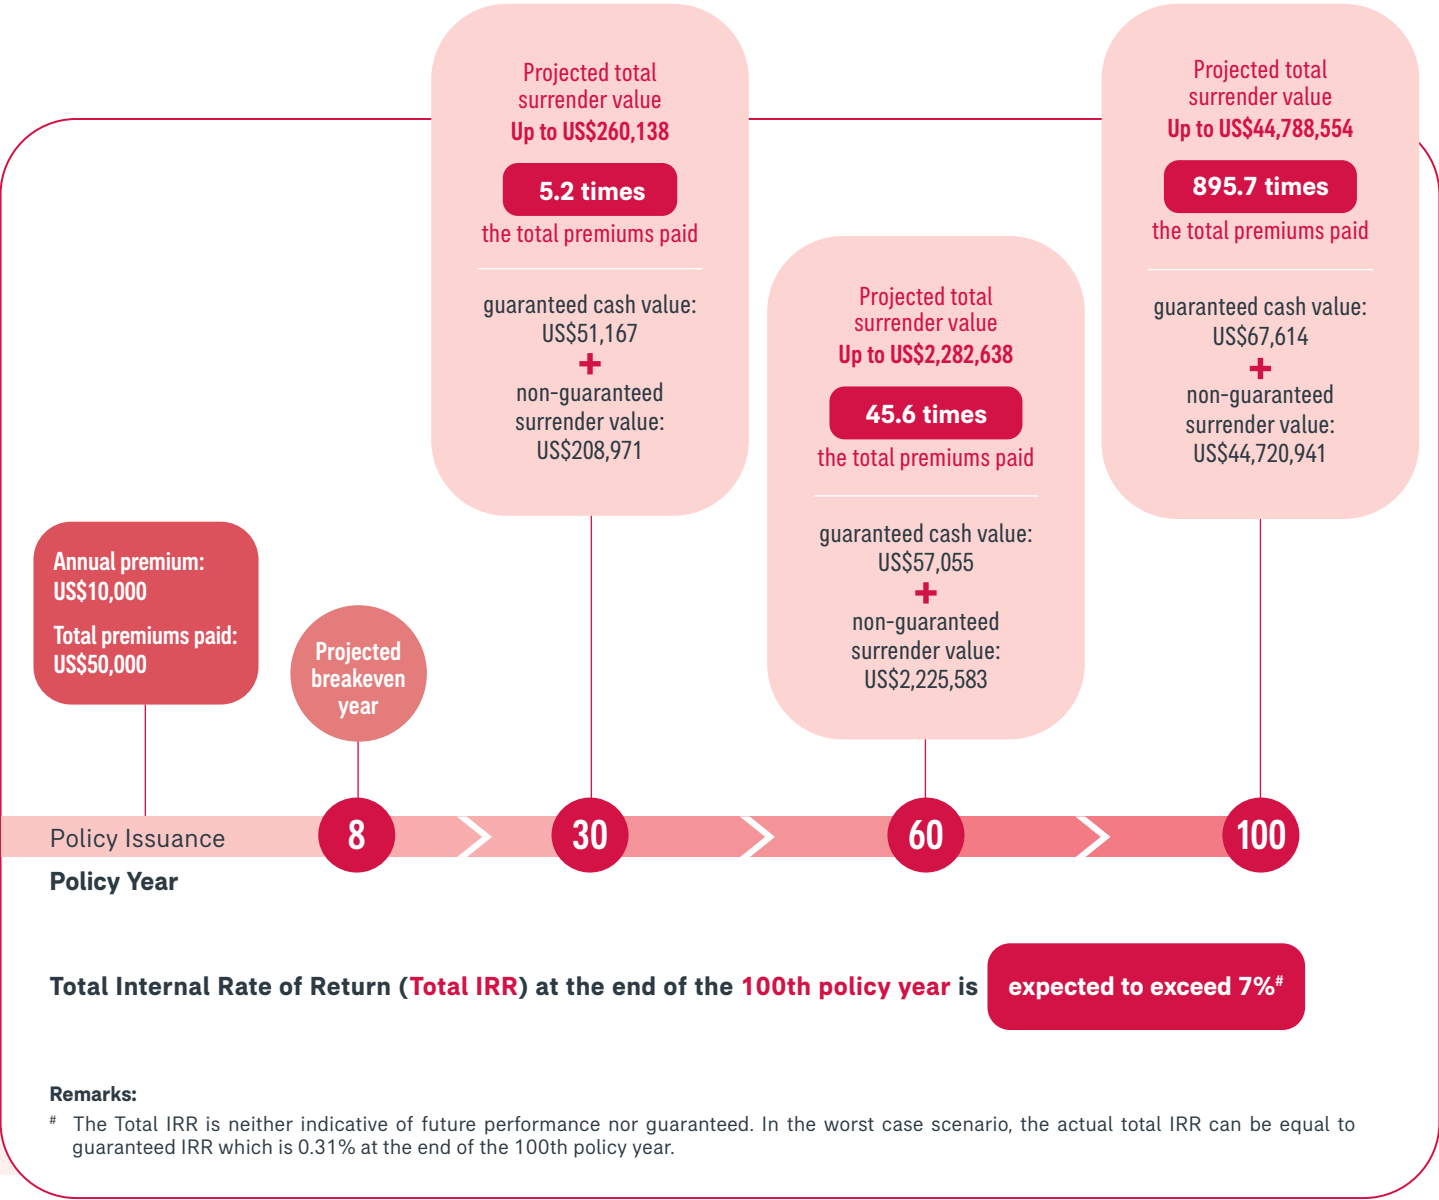 Projected total
surrender value
Up to US$260,138
5.2 times
the total premiums paid
guaranteed cash value:
US$51,167
+
non-guaranteed
surrender value:
US$208,971
Projected total
surrender value
Up to US$2,282,638
45.6 times
the total premiums paid
guaranteed cash value:
US$57,055
+
non-guaranteed
surrender value:
US$2,225,583
Projected total
surrender value
Up to US$44,788,554
895.7 times
the total premiums paid
guaranteed cash value:
US$67,614
+
non-guaranteed
surrender value:
US$44,720,941
Annual premium:
US$10,000
Total premiums paid:
US$50,000
Projected
breakeven
year
Policy Issuance
8
30
60
100
Policy Year
Total Internal Rate of Return (Total IRR) at the end of the 100th policy year is expected to exceed 7%#
Remarks:
# The Total IRR is neither indicative of future performance nor guaranteed. In the worst case scenario, the actual total IRR can be equal to
guaranteed IRR which is 0.31% at the end of the 100th policy year.